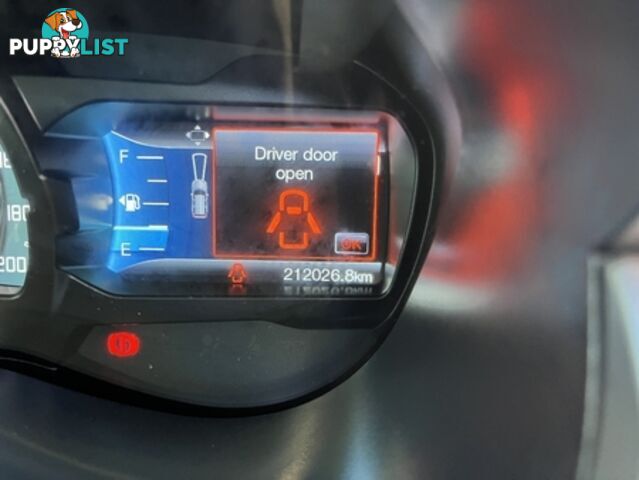 PUPPYLIST
F
E
180
200
Driver door
open
OK
212026.8km